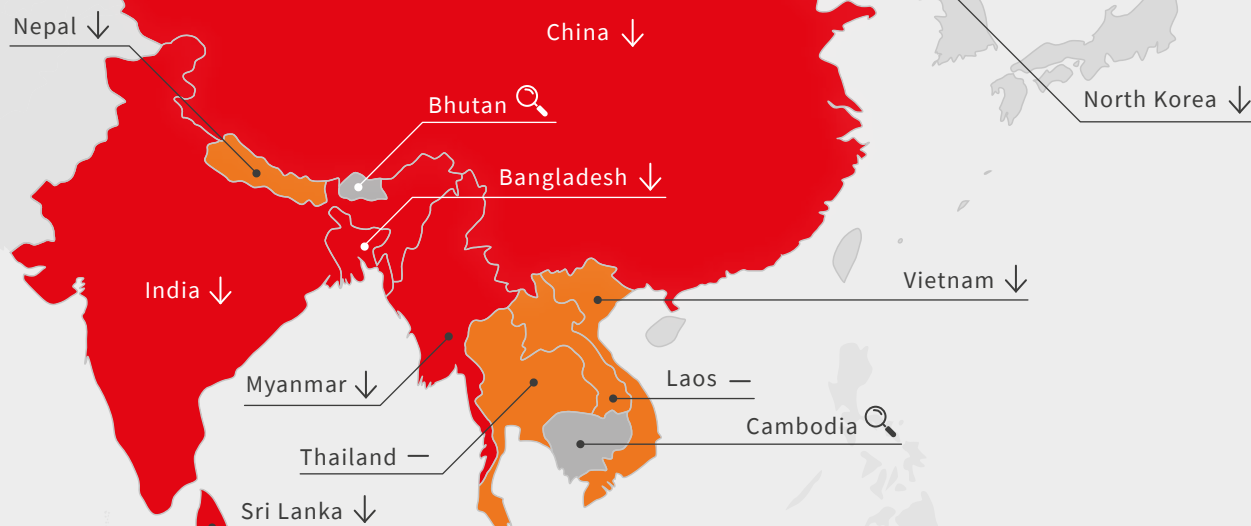 Nepal ↓
China ↓
North Korea ↓
Bhutan
Bangladesh ↓
India ↓
Vietnam ↓
Myanmar ↓
Laos —
Cambodia
Thailand —
Sri Lanka ↓